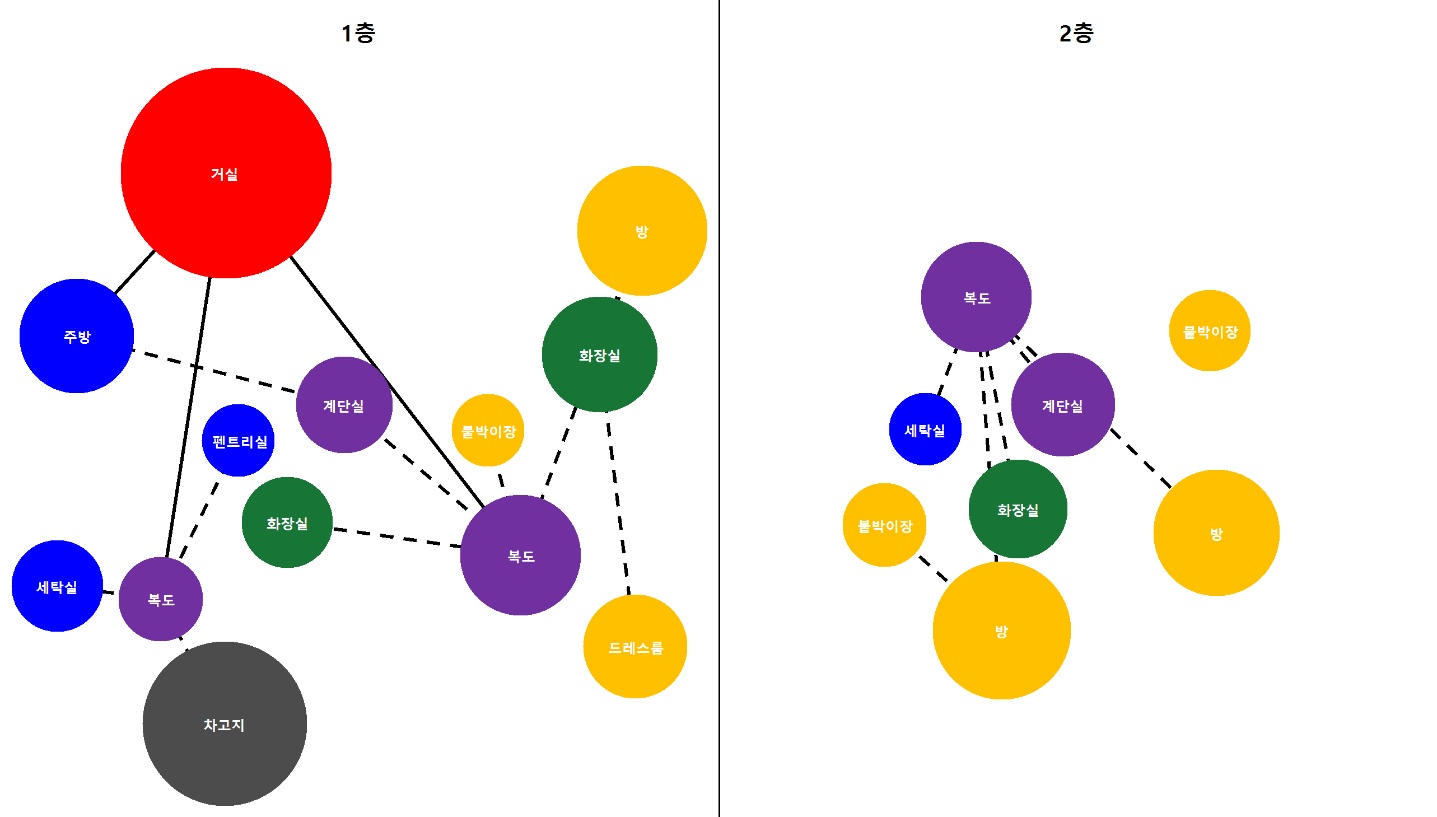 1층
거실
방
주방
화장실
계단실
붙박이장
펜트리실
화장실
복도
세탁실
복도
드레스룸
차고지
2층
복도
붙박이장
계단실
세탁실
화장실
붙박이장
방
방